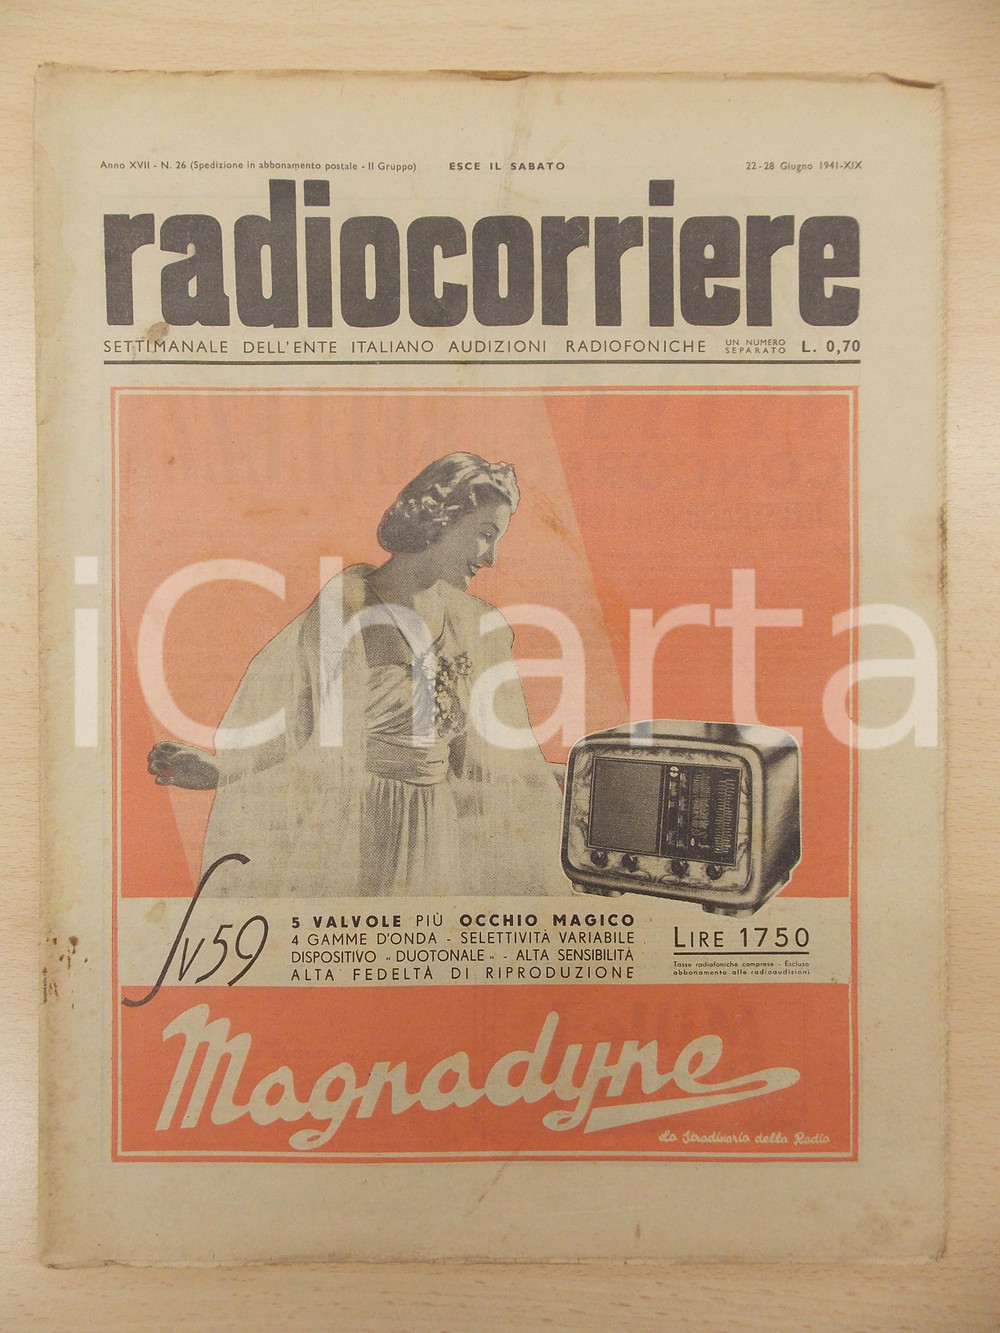 Anno XVII - N. 26 (Spedizione in abbonamento postale - II Gruppo) ESCE IL SABATO 22-28 Giugno 1941-XIX
radiocorriere
SETTIMANALE DELL'ENTE ITALIANO AUDIZIONI RADIOFONICHE UN NUMERO SEPARATO L. 0,70
iCharta
SV59
5 VALVOLE PIÙ OCCHIO MAGICO
4 GAMME D'ONDA - SELETTIVITÀ VARIABILE
DISPOSITIVO "DUOTONALE" - ALTA SENSIBILITÀ
ALTA FEDELTÀ DI RIPRODUZIONE
LIRE 1750
Tasse radiofoniche comprese - Escluso
abbonamento alle radioaudizioni
Magnadyne
La Stradivaria della Radio